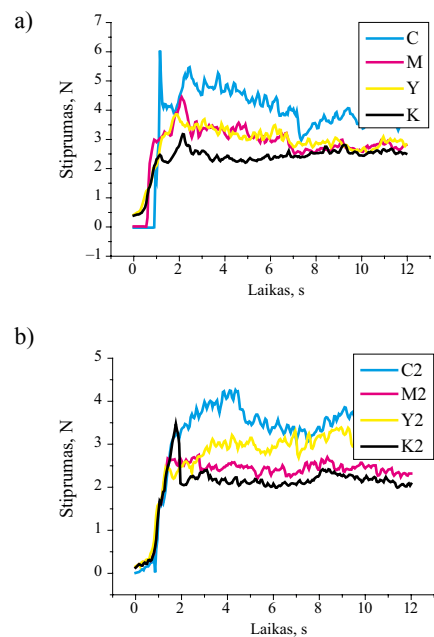 a)
7
6
5
4
3
2
1
0
–1
Stiprumas, N
C
M
Y
K
0 2 4 6 8 10 12
Laikas, s
b)
5
4
3
2
1
0
Stiprumas, N
C2
M2
Y2
K2
0 2 4 6 8 10 12
Laikas, s